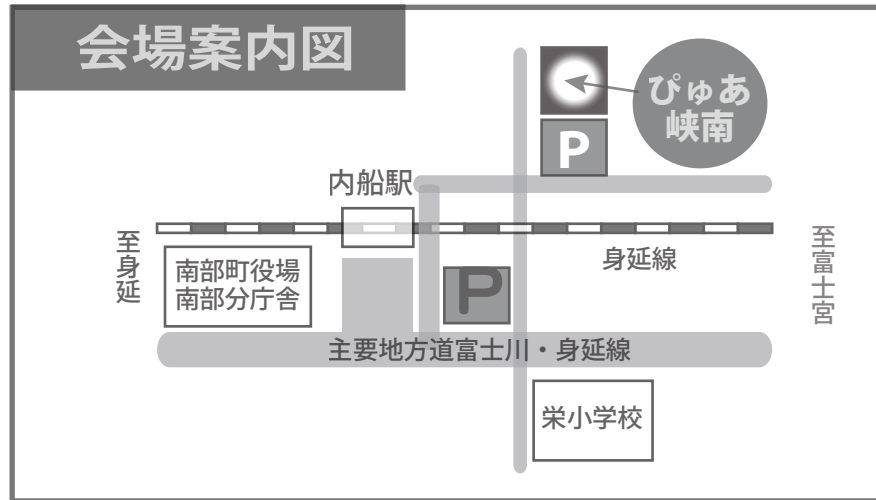 会場案内図
ぴゅあ
峡南
P
内船駅
至身延
南部町役場
南部分庁舎
身延線
至富士宮
P
主要地方道富士川・身延線
栄小学校